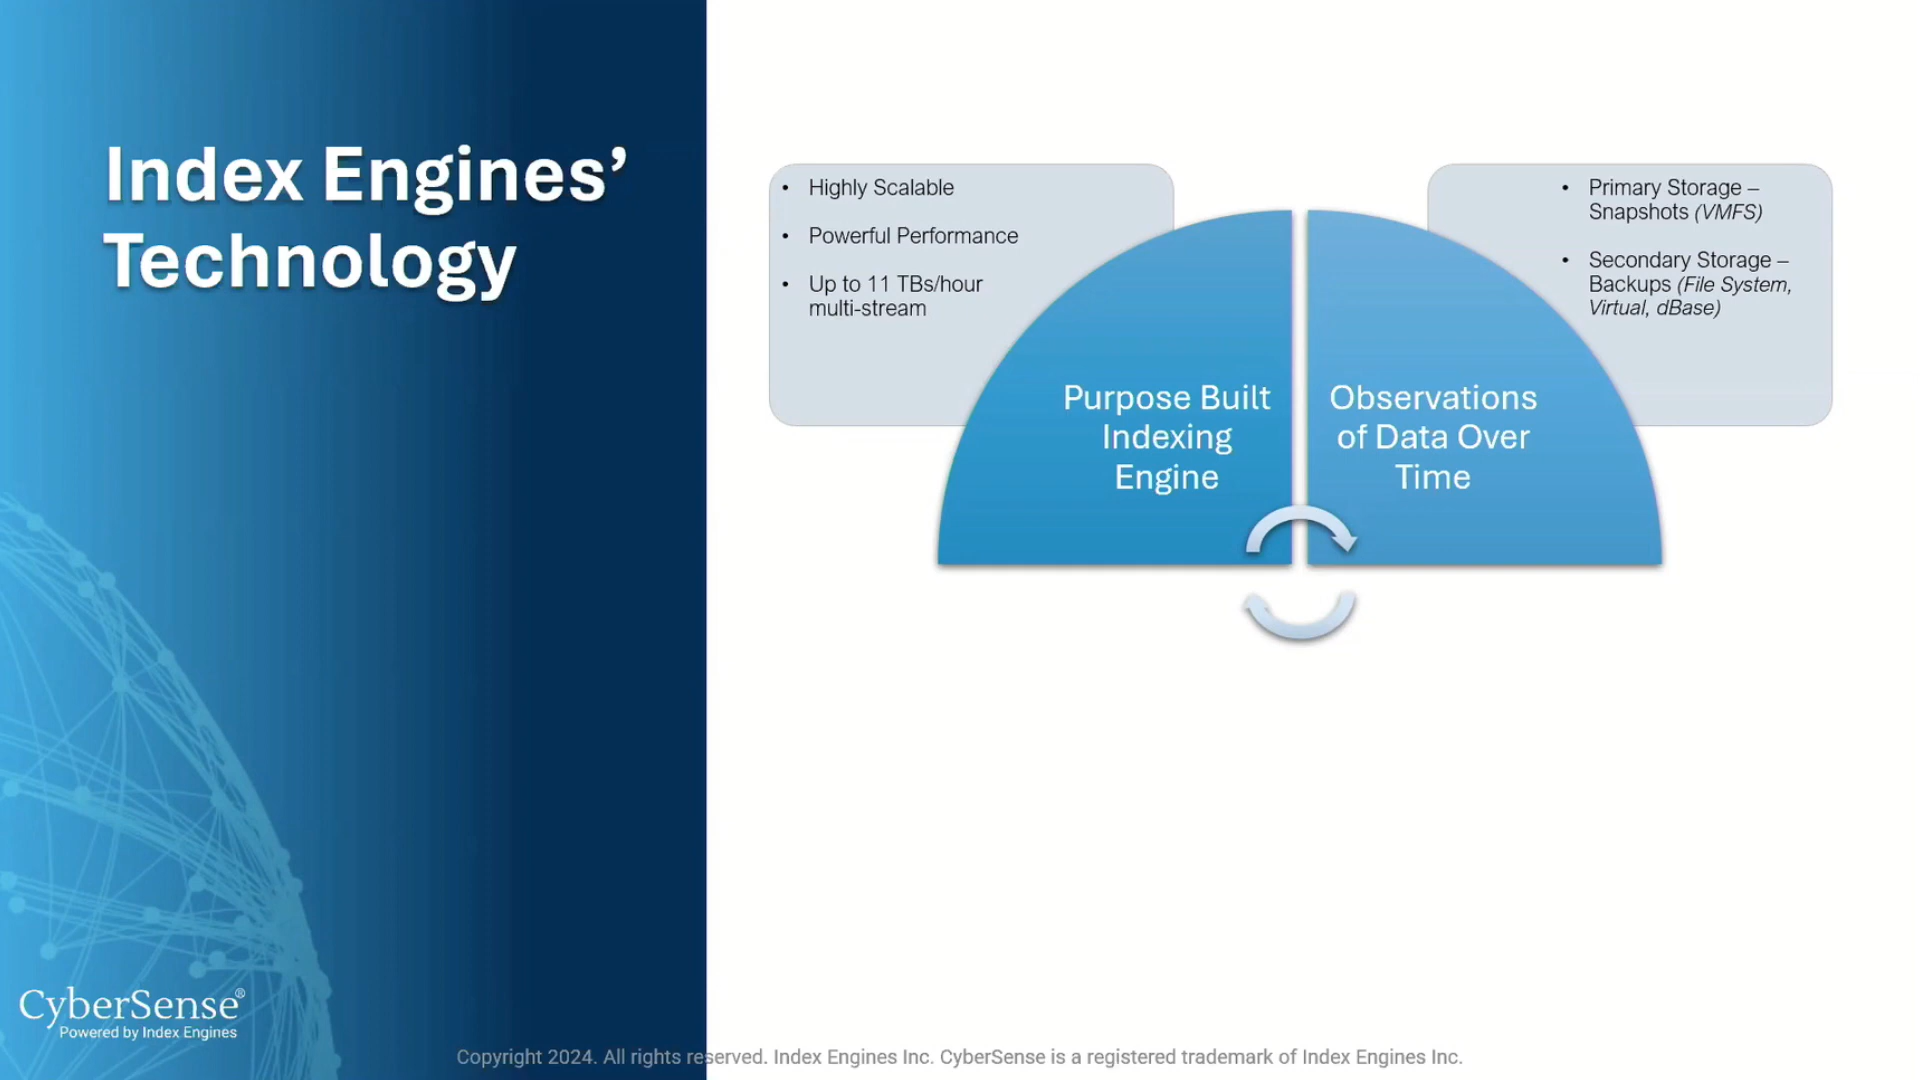 Index Engines’
Technology
• Highly Scalable
• Powerful Performance
• Up to 11 TBs/hour
multi-stream
Purpose Built
Indexing
Engine
Observations
of Data Over
Time
• Primary Storage –
Snapshots (VMFS)
• Secondary Storage –
Backups (File System,
Virtual, dBase)
CyberSense®
Powered by Index Engines
Copyright 2024. All rights reserved. Index Engines Inc. CyberSense is a registered trademark of Index Engines Inc.